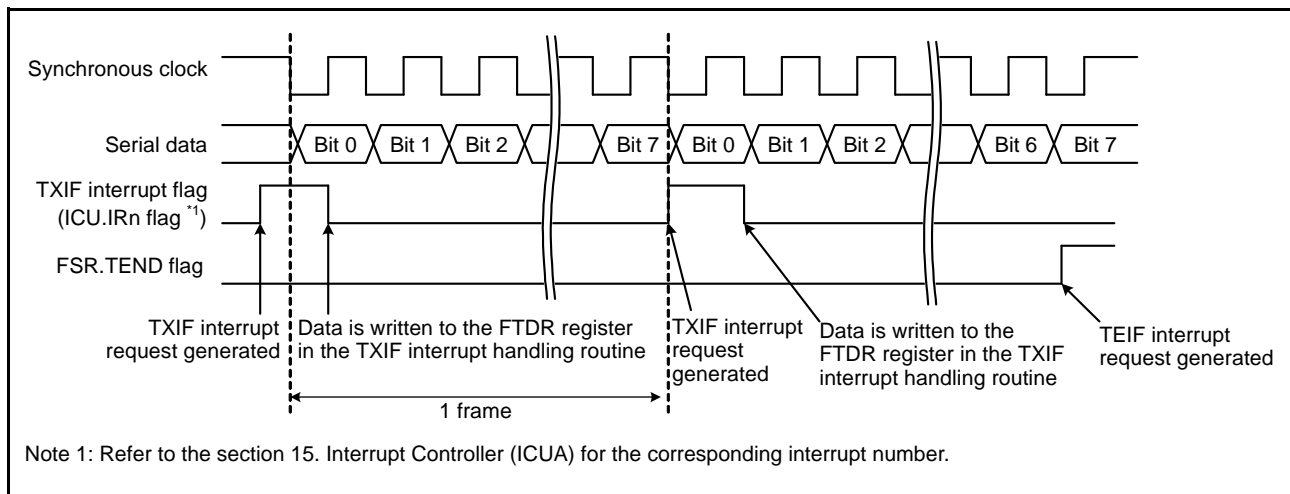 Synchronous clock
Serial data
Bit 0 Bit 1 Bit 2 Bit 7 Bit 0 Bit 1 Bit 2 Bit 6 Bit 7
TXIF interrupt flag
(ICU.IRn flag *1)
FSR.TEND flag
TXIF interrupt
request generated
Data is written to the FTDR register
in the TXIF interrupt handling routine
TXIF interrupt
request
generated
Data is written to the
FTDR register in the TXIF
interrupt handling routine
TEIF interrupt
request generated
1 frame
Note 1: Refer to the section 15. Interrupt Controller (ICUA) for the corresponding interrupt number.